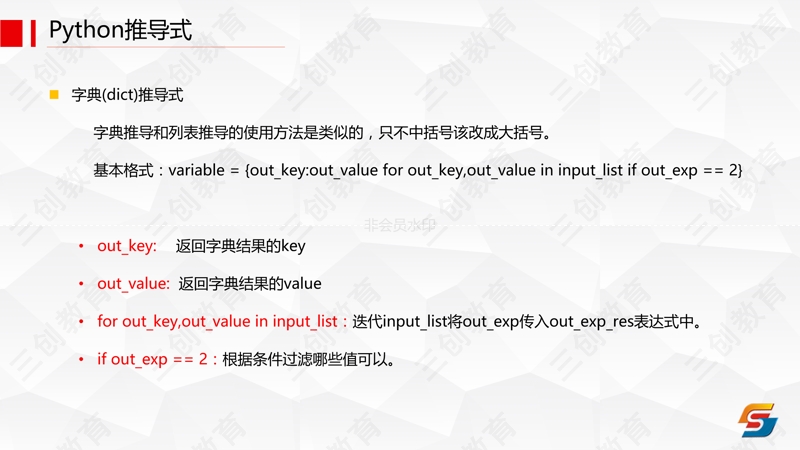 Python推导式
字典(dict)推导式
字典推导和列表推导的使用方法是类似的，只不中括号该改成大括号。
基本格式：variable = {out_key:out_value for out_key,out_value in input_list if out_exp == 2}
非会员水印
• out_key: 返回字典结果的key
• out_value: 返回字典结果的value
• for out_key,out_value in input_list：迭代input_list将out_exp传入out_exp_res表达式中。
• if out_exp == 2：根据条件过滤哪些值可以。
三创教育